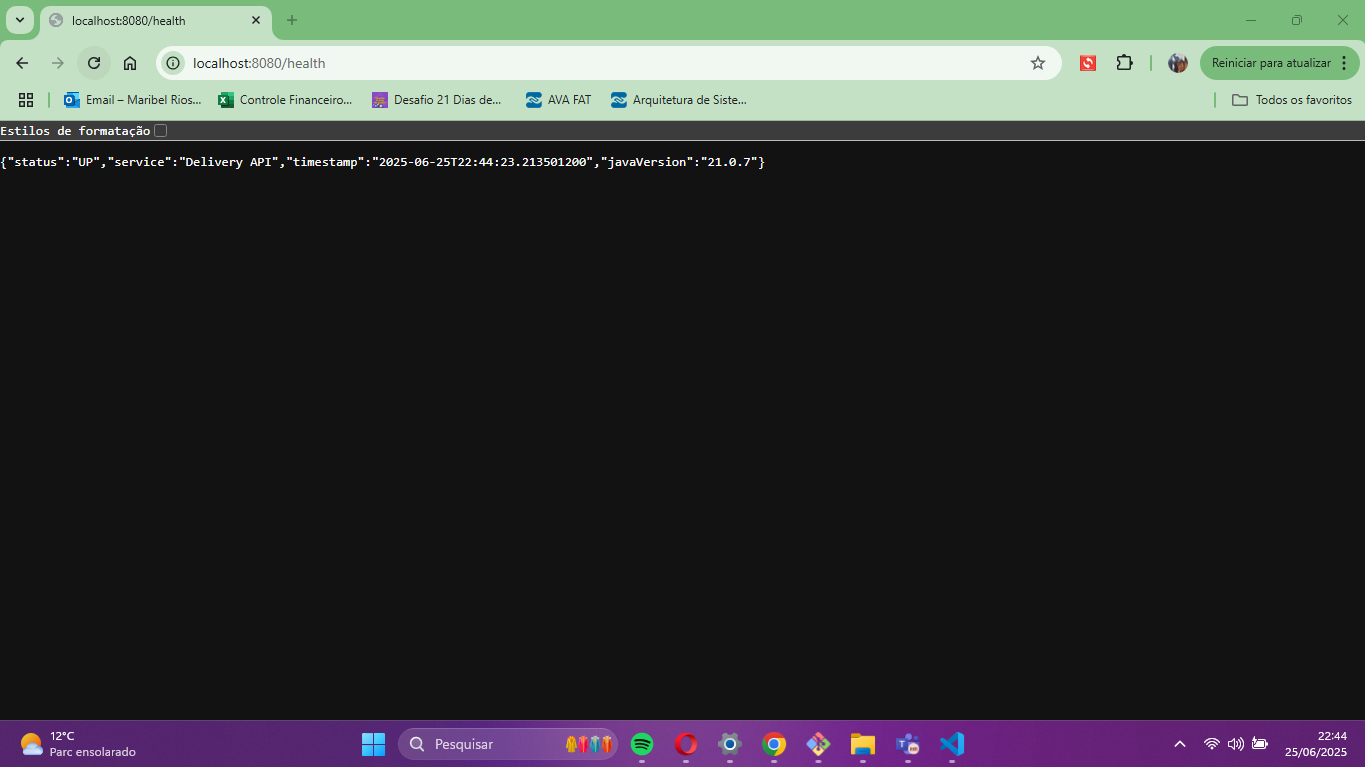 localhost:8080/health
localhost:8080/health
Reiniciar para atualizar
Email – Maribel Rios...
Controle Financeiro...
Desafio 21 Dias de...
AVA FAT
Arquitetura de Siste...
Todos os favoritos
Estilos de formatação
{"status":"UP","service":"Delivery API","timestamp":"2025-06-25T22:44:23.213501200","javaVersion":"21.0.7"}
12°C
Parc ensolarado
Pesquisar
22:44
25/06/2025